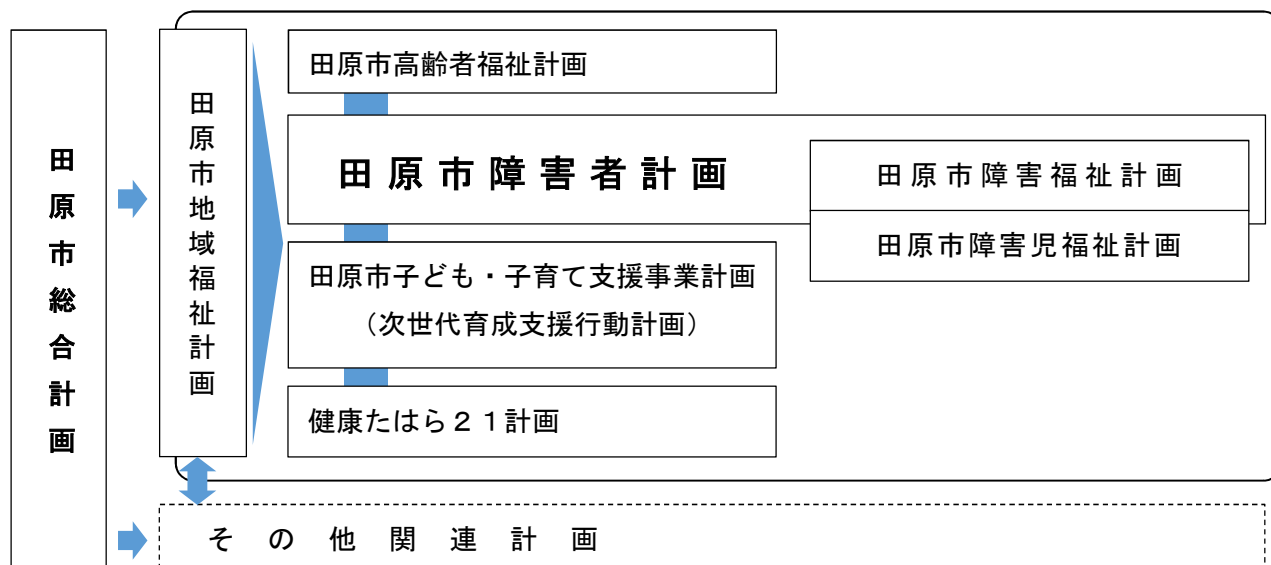 田原市総合計画
田原市地域福祉計画
田原市高齢者福祉計画
田原市障害者計画
田原市障害福祉計画
田原市障害児福祉計画
田原市子ども・子育て支援事業計画
（次世代育成支援行動計画）
健康たはら２１計画
その他関連計画